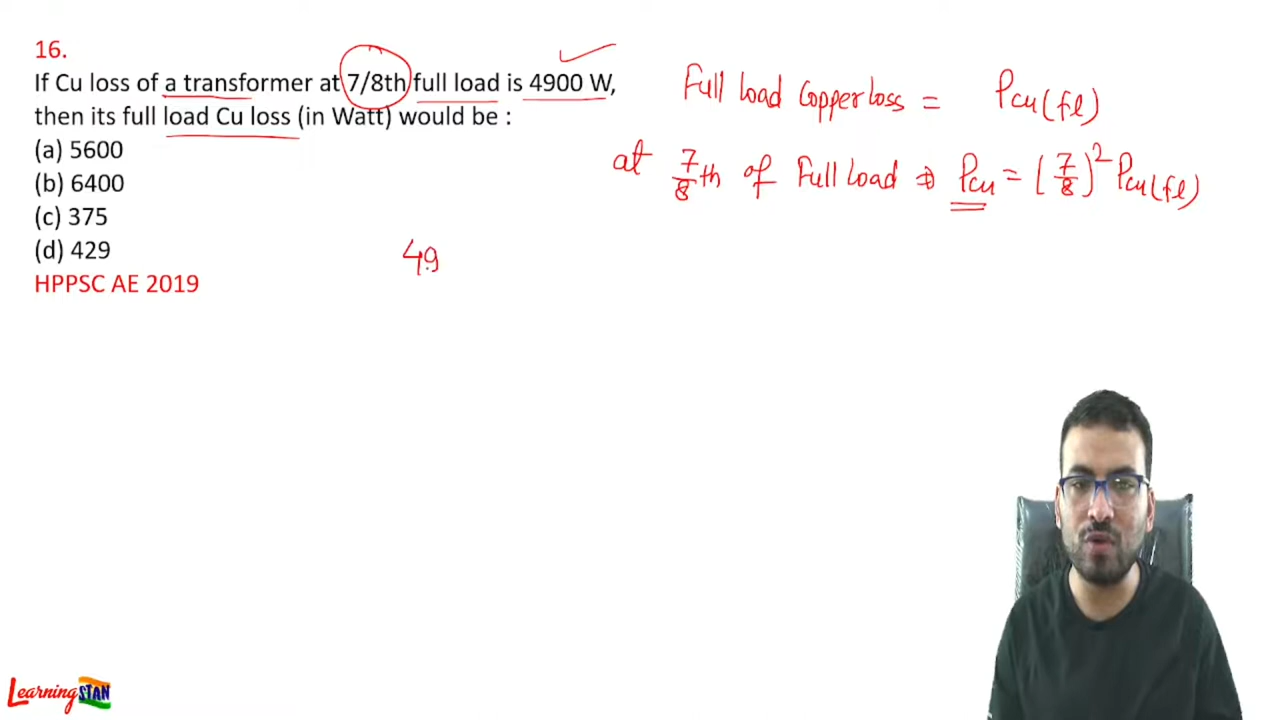 16.
If Cu loss of a transformer at 7/8th full load is 4900 W,
then its full load Cu loss (in Watt) would be :
(a) 5600
(b) 6400
(c) 375
(d) 429
HPPSC AE 2019
Full load Copper loss = Pcu(fl)
at 7/8 th of Full Load ⇒ Pcu = (7/8)² Pcu(fl)
49
Learning STAN